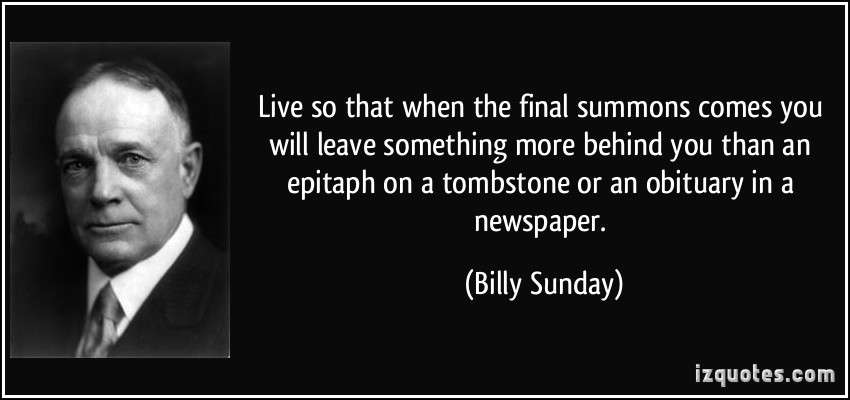 Live so that when the final summons comes you
will leave something more behind you than an
epitaph on a tombstone or an obituary in a
newspaper.
(Billy Sunday)
izquotes.com